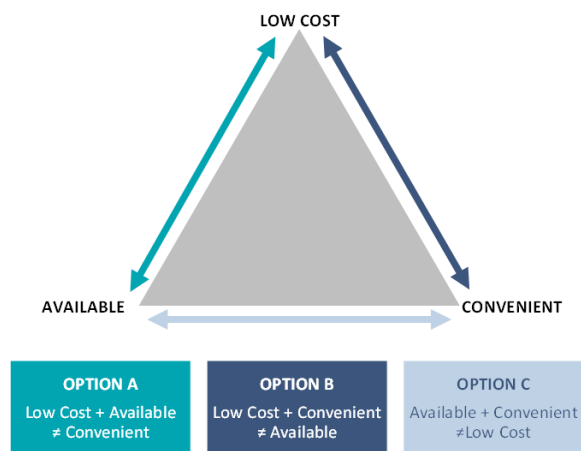 LOW COST
AVAILABLE
CONVENIENT
OPTION A
Low Cost + Available
≠ Convenient
OPTION B
Low Cost + Convenient
≠ Available
OPTION C
Available + Convenient
≠Low Cost